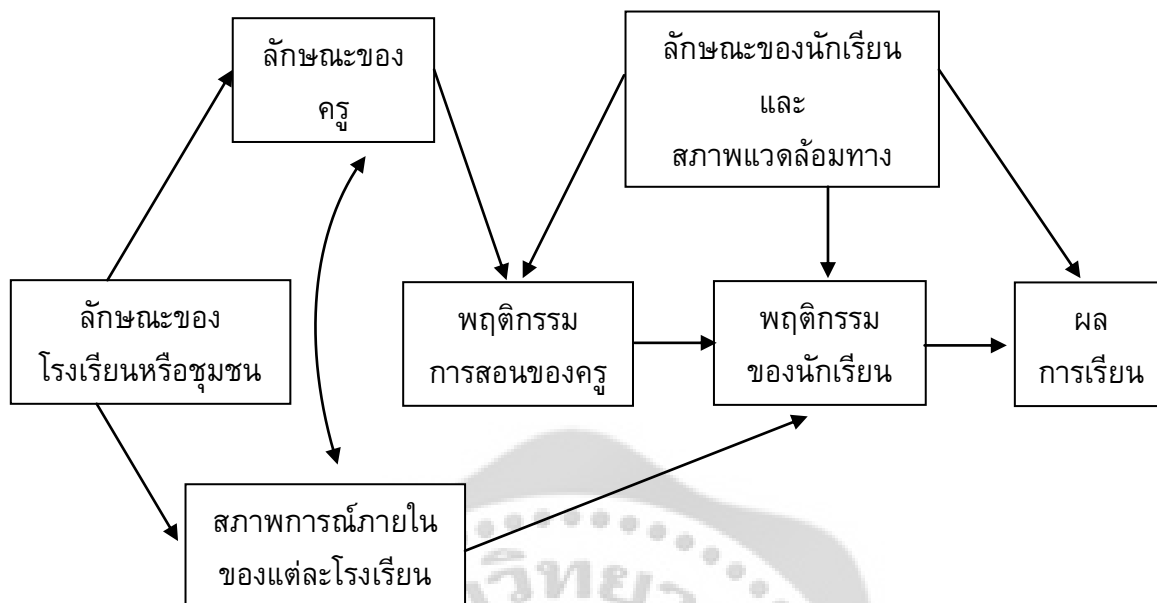 ลักษณะของ
ครู
ลักษณะของนักเรียน
และ
สภาพแวดล้อมทาง
ลักษณะของ
โรงเรียนหรือชุมชน
พฤติกรรม
การสอนของครู
พฤติกรรม
ของนักเรียน
ผล
การเรียน
สภาพการณ์ภายใน
ของแต่ละโรงเรียน